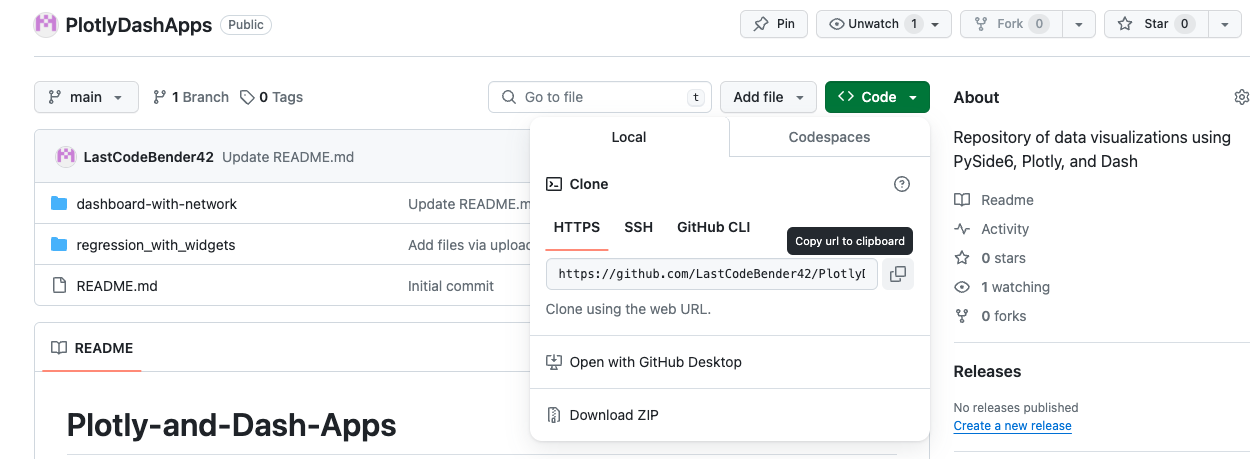 PlotlyDashApps Public Pin Unwatch 1 Fork 0 Star 0
main 1 Branch 0 Tags Go to file t Add file <> Code
LastCodeBender42 Update README.md
dashboard-with-network Update README.m
regression_with_widgets Add files via uploa
README.md Initial commit
README
Plotly-and-Dash-Apps
Local Codespaces
Clone
HTTPS SSH GitHub CLI
Copy url to clipboard
https://github.com/LastCodeBender42/PlotlyD
Clone using the web URL.
Open with GitHub Desktop
Download ZIP
About
Repository of data visualizations using
PySide6, Plotly, and Dash
Readme
Activity
0 stars
1 watching
0 forks
Releases
No releases published
Create a new release